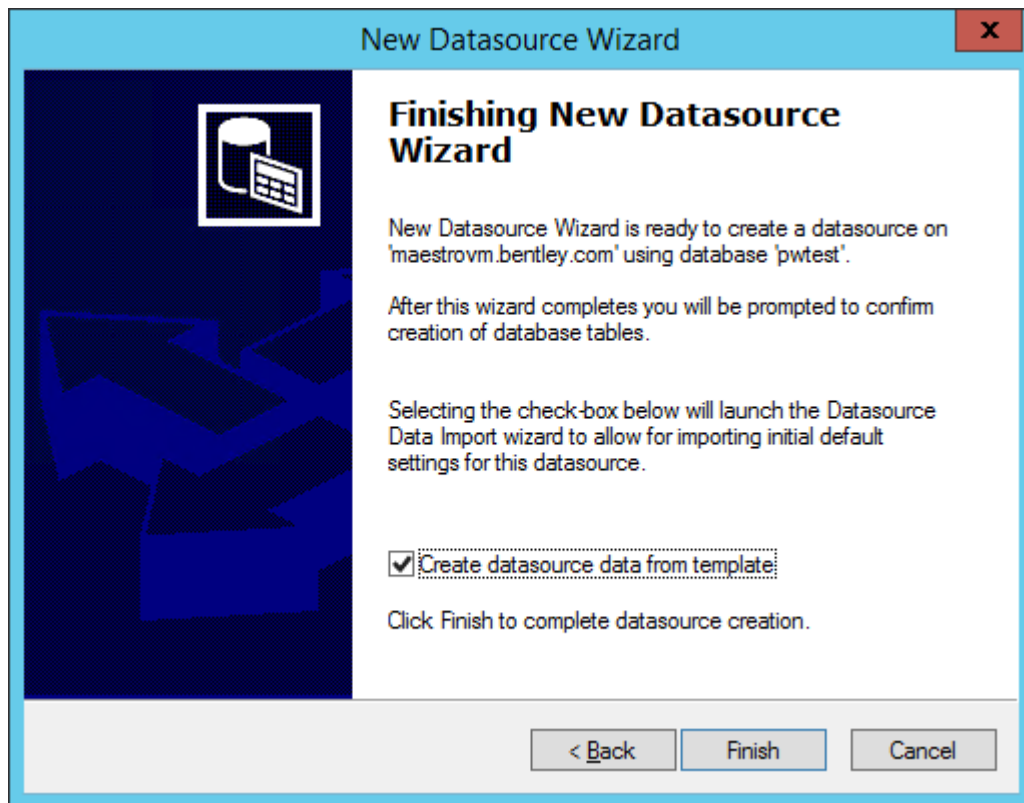 New Datasource Wizard
x
Finishing New Datasource
Wizard
New Datasource Wizard is ready to create a datasource on
'maestrovm.bentley.com' using database 'pwtest'.
After this wizard completes you will be prompted to confirm
creation of database tables.
Selecting the check-box below will launch the Datasource
Data Import wizard to allow for importing initial default
settings for this datasource.
Create datasource data from template
Click Finish to complete datasource creation.
< Back
Finish
Cancel